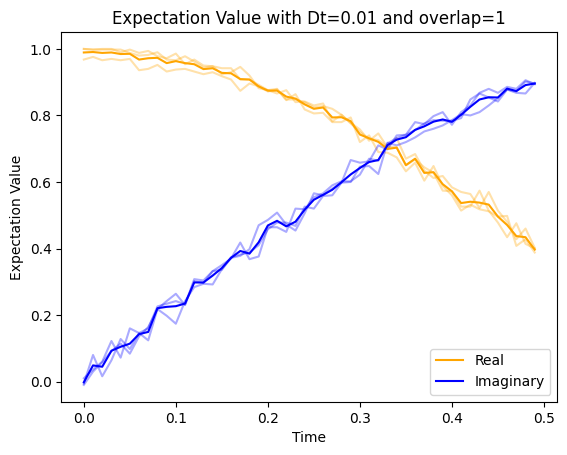 Expectation Value with Dt=0.01 and overlap=1
Expectation Value
1.0
0.8
0.6
0.4
0.2
0.0
0.0 0.1 0.2 0.3 0.4 0.5
Time
Real
Imaginary